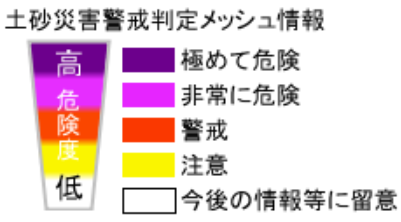 土砂災害警戒判定メッシュ情報
高
危険度
低
極めて危険
非常に危険
警戒
注意
今後の情報等に留意